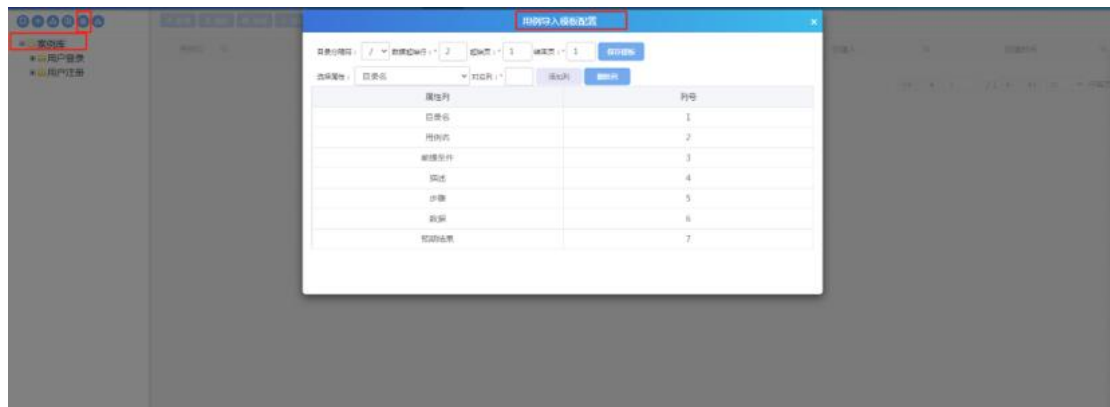 用例导入模板配置
×
案例库
用户登录
用户注册
目录分隔符： / 数据起始行：* 2 起始页：* 1 结束页：* 1 保存模板
选择属性： 目录名 对应列：* 添加列 删除列
属性列 列号
目录名 1
用例名 2
前提条件 3
描述 4
步骤 5
数据 6
预期结果 7